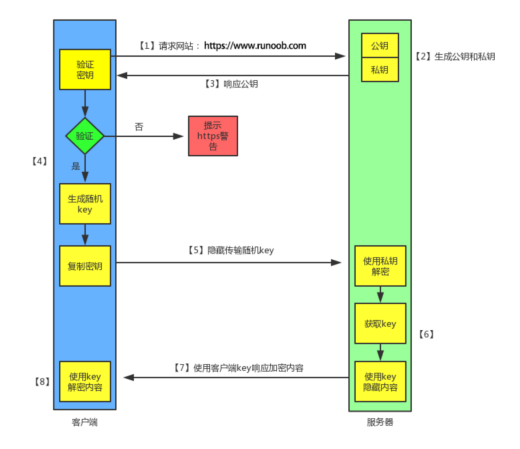 【1】请求网站： https://www.runoob.com
验证
密钥
公钥
私钥
【2】生成公钥和私钥
【3】响应公钥
验证
否
提示
https警
告
【4】
是
生成随机
key
【5】隐藏传输随机key
复制密钥
使用私钥
解密
获取key
【6】
【7】使用客户端key响应加密内容
【8】
使用key
解密内容
使用key
隐藏内容
客户端
服务器